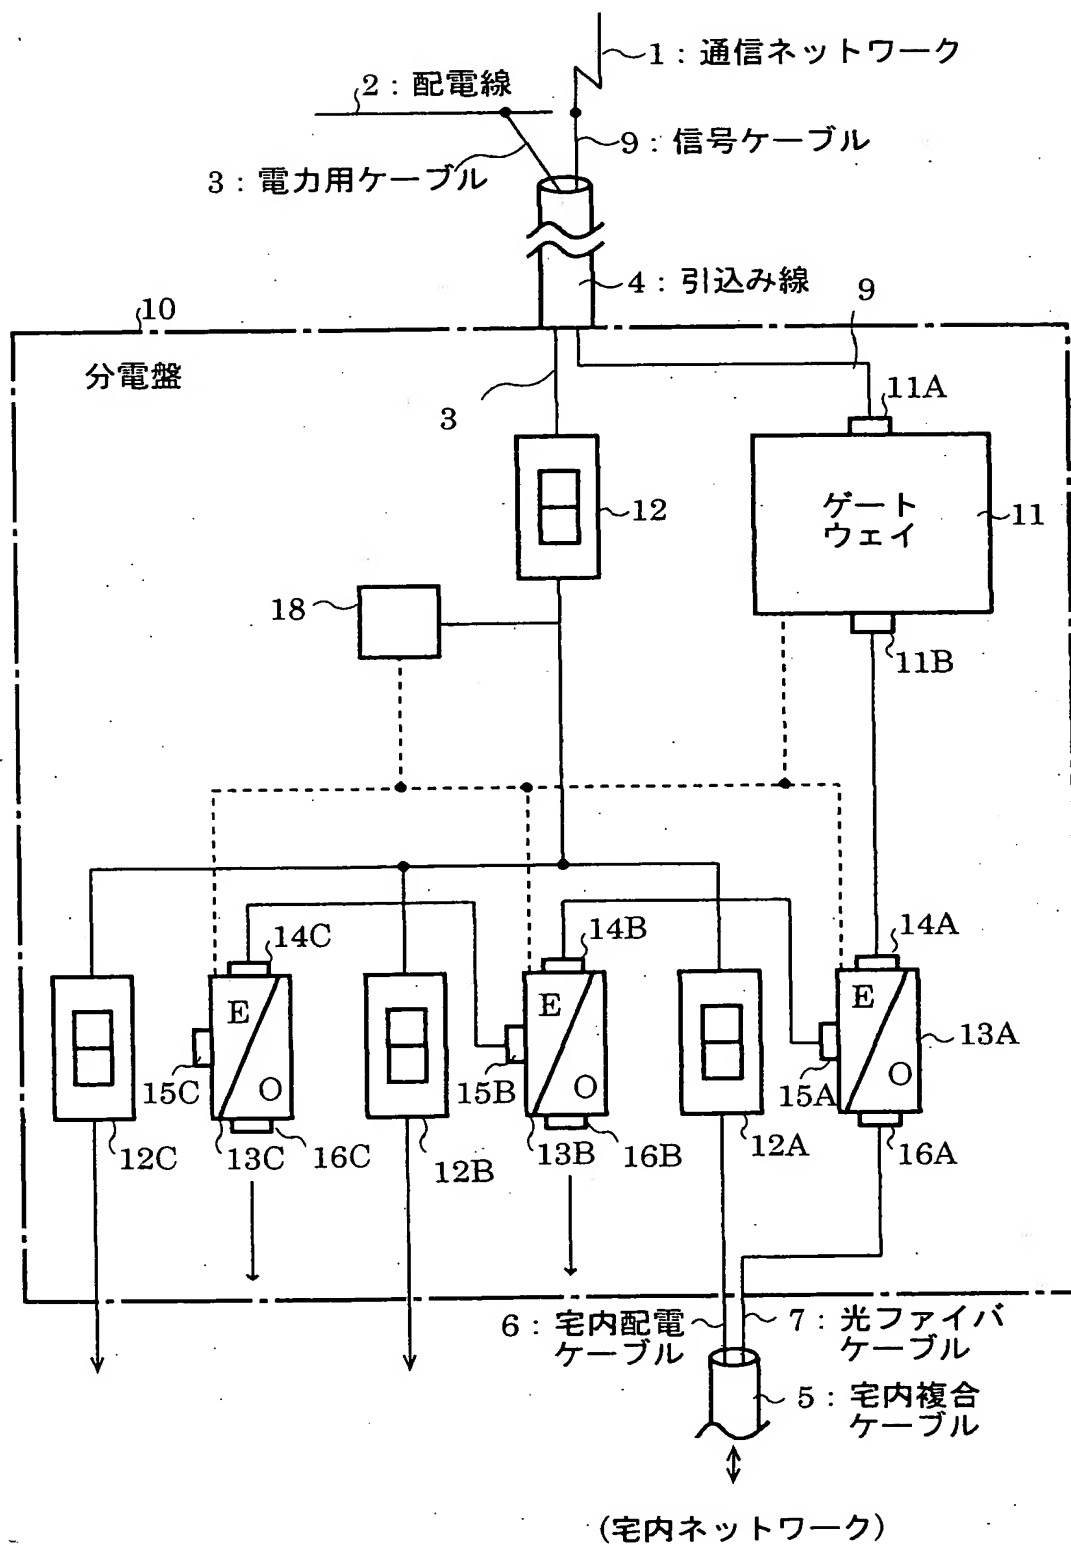 1：通信ネットワーク
2：配電線
9：信号ケーブル
3：電力用ケーブル
4：引込み線
9
10
分電盤
3
11A
12
ゲート
ウェイ
11
18
11B
14C
14B
14A
E
E
E
13A
15C
O
15B
O
15A
O
12C
13C
16C
12B
13B
16B
12A
16A
6：宅内配電
ケーブル
7：光ファイバ
ケーブル
5：宅内複合
ケーブル
(宅内ネットワーク)